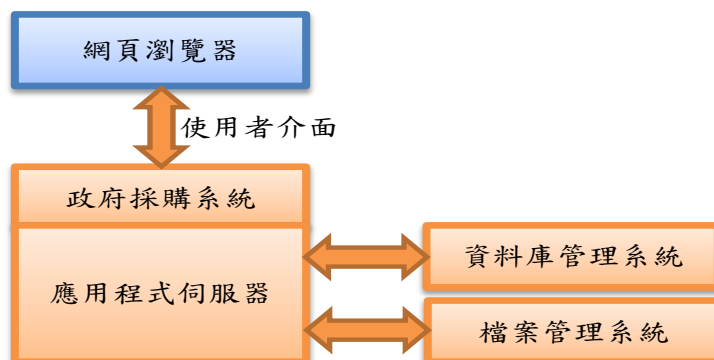 網頁瀏覽器
使用者介面
政府採購系統
應用程式伺服器
資料庫管理系統
檔案管理系統